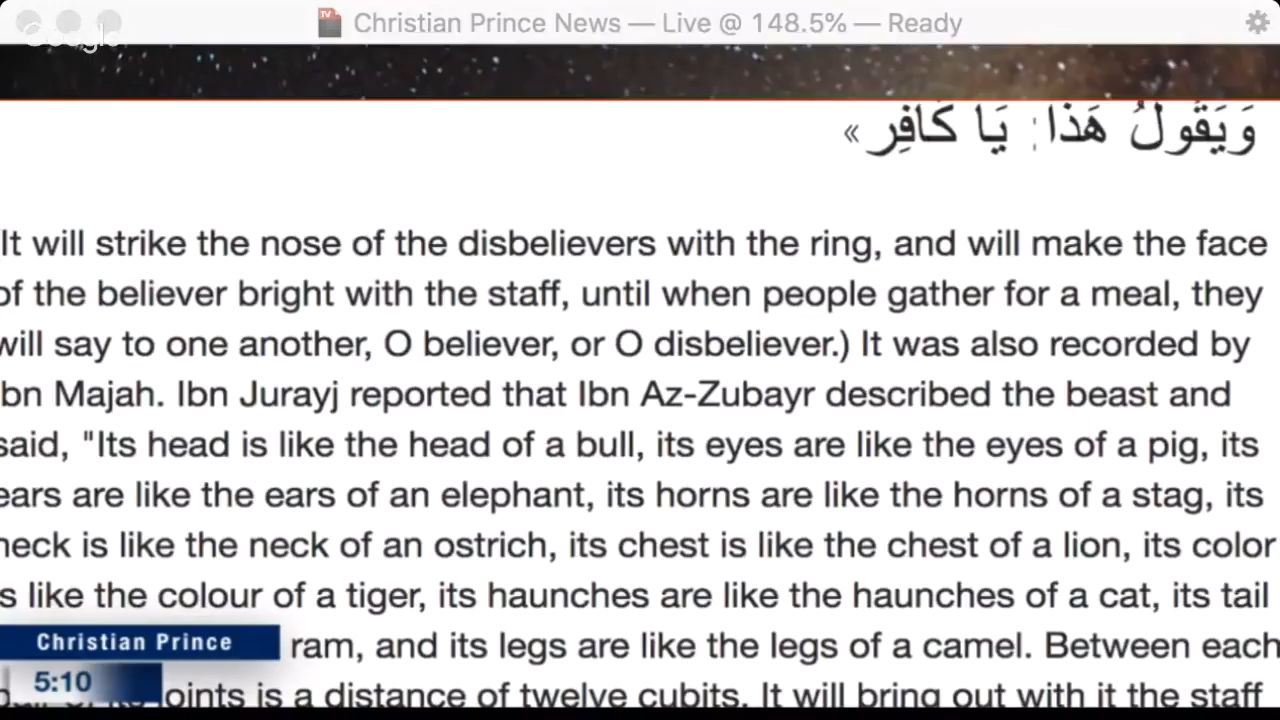 Google
Christian Prince News — Live @ 148.5% — Ready
وَيَقُولُ هَذَا: يَا كَافِر»
It will strike the nose of the disbelievers with the ring, and will make the face
of the believer bright with the staff, until when people gather for a meal, they
will say to one another, O believer, or O disbeliever.) It was also recorded by
Ibn Majah. Ibn Jurayj reported that Ibn Az-Zubayr described the beast and
said, "Its head is like the head of a bull, its eyes are like the eyes of a pig, its
ears are like the ears of an elephant, its horns are like the horns of a stag, its
neck is like the neck of an ostrich, its chest is like the chest of a lion, its color
is like the colour of a tiger, its haunches are like the haunches of a cat, its tail
ram, and its legs are like the legs of a camel. Between each
joints is a distance of twelve cubits. It will bring out with it the staff
Christian Prince
5:10